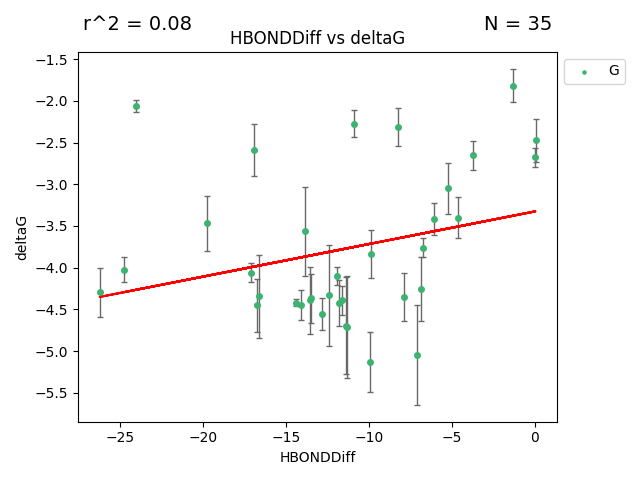 r^2 = 0.08
N = 35
HBONDDiff vs deltaG
G
−1.5
−2.0
−2.5
−3.0
−3.5
−4.0
−4.5
−5.0
−5.5
deltaG
−25
−20
−15
−10
−5
0
HBONDDiff